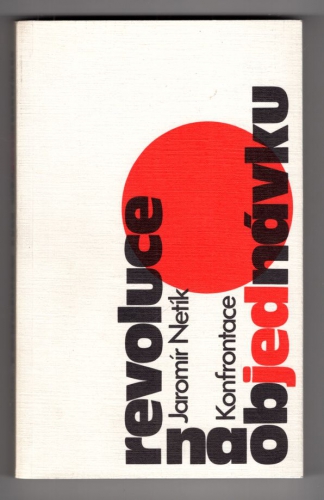 revoluce
Jaromír Netík
na
Konfrontace
objednávku